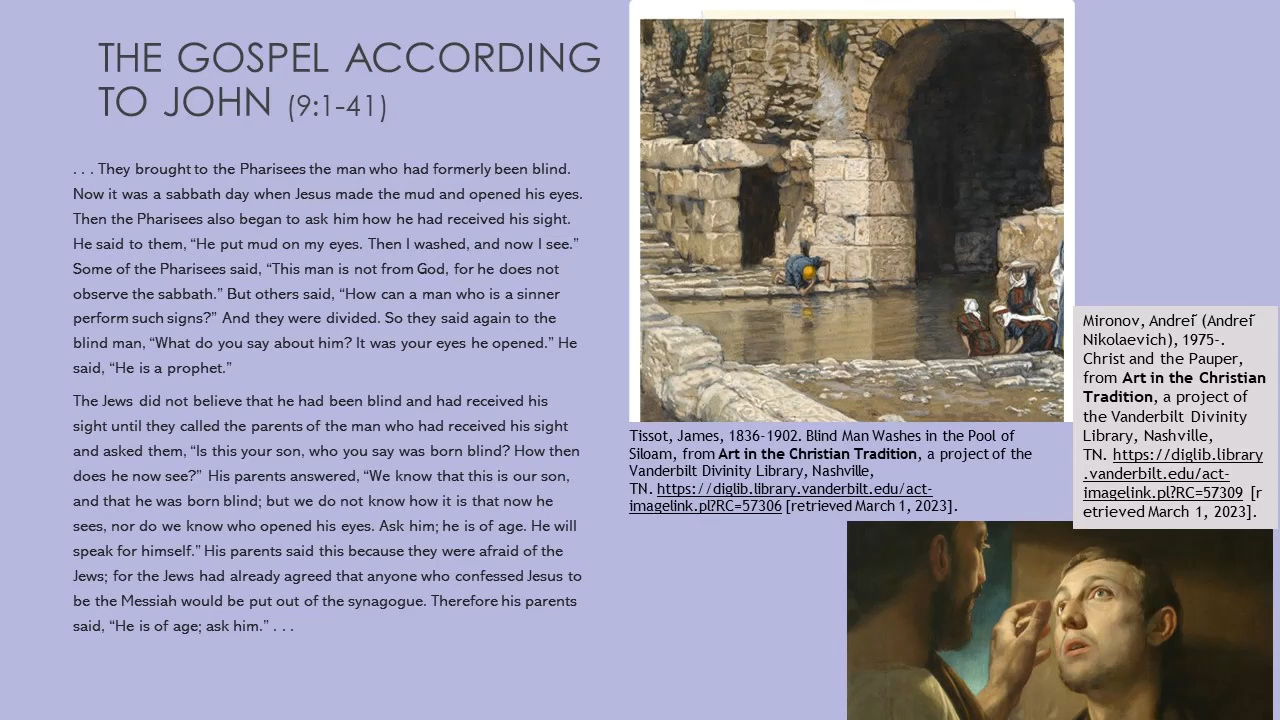 THE GOSPEL ACCORDING
TO JOHN (9:1-41)
. . . They brought to the Pharisees the man who had formerly been blind.
Now it was a sabbath day when Jesus made the mud and opened his eyes.
Then the Pharisees also began to ask him how he had received his sight.
He said to them, “He put mud on my eyes. Then I washed, and now I see.”
Some of the Pharisees said, “This man is not from God, for he does not
observe the sabbath.” But others said, “How can a man who is a sinner
perform such signs?” And they were divided. So they said again to the
blind man, “What do you say about him? It was your eyes he opened.” He
said, “He is a prophet.”
The Jews did not believe that he had been blind and had received his
sight until they called the parents of the man who had received his sight
and asked them, “Is this your son, who you say was born blind? How then
does he now see?” His parents answered, “We know that this is our son,
and that he was born blind; but we do not know how it is that now he
sees, nor do we know who opened his eyes. Ask him; he is of age. He will
speak for himself.” His parents said this because they were afraid of the
Jews; for the Jews had already agreed that anyone who confessed Jesus to
be the Messiah would be put out of the synagogue. Therefore his parents
said, “He is of age; ask him.” . . .
Tissot, James, 1836-1902. Blind Man Washes in the Pool of
Siloam, from Art in the Christian Tradition, a project of the
Vanderbilt Divinity Library, Nashville,
TN. https://diglib.library.vanderbilt.edu/act-
imagelink.pl?RC=57306 [retrieved March 1, 2023].
Mironov, Andreĭ (Andreĭ
Nikolaevich), 1975-.
Christ and the Pauper,
from Art in the Christian
Tradition, a project of
the Vanderbilt Divinity
Library, Nashville,
TN. https://diglib.library
.vanderbilt.edu/act-
imagelink.pl?RC=57309 [r
etrieved March 1, 2023].